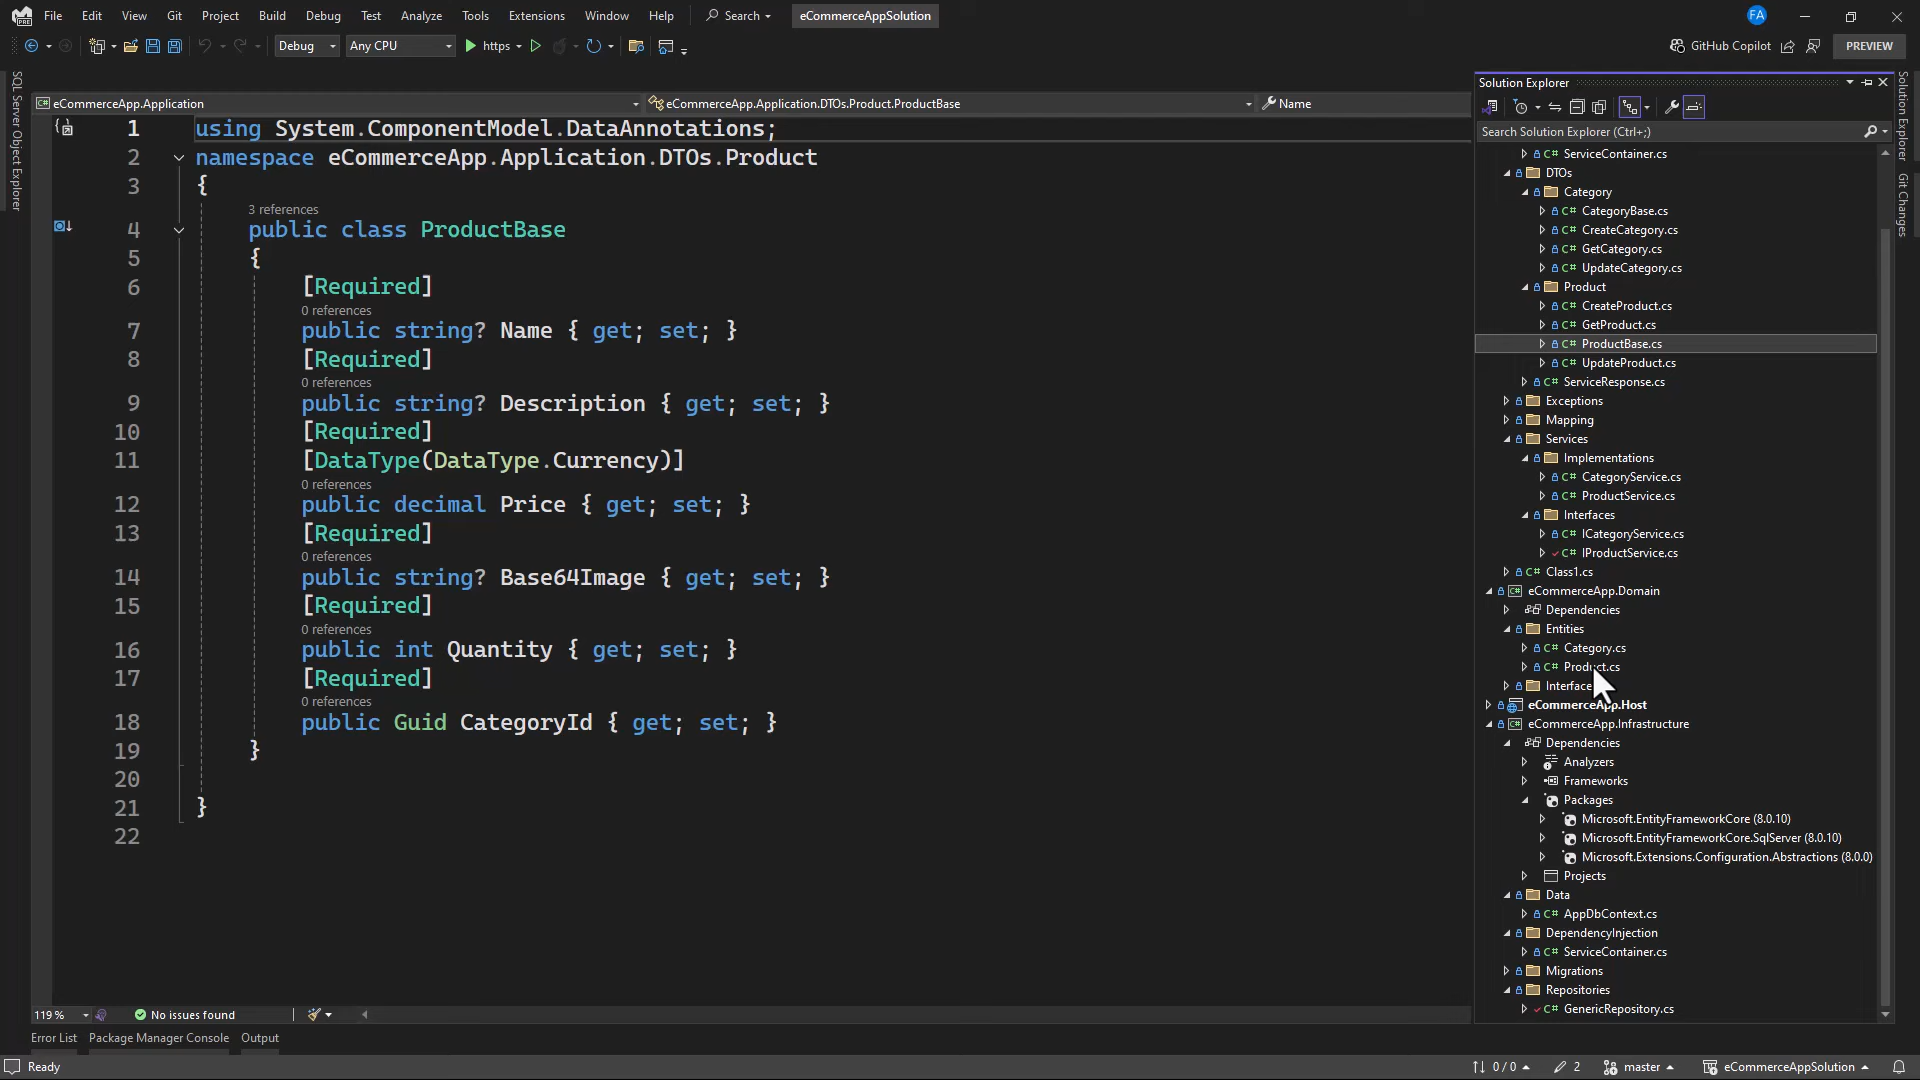 File Edit View Git Project Build Debug Test Analyze Tools Extensions Window Help Search eCommerceAppSolution FA
Debug Any CPU https GitHub Copilot PREVIEW
SQL Server Object Explorer
eCommerceApp.Application eCommerceApp.Application.DTOs.Product.ProductBase Name
1 using System.ComponentModel.DataAnnotations;
2 namespace eCommerceApp.Application.DTOs.Product
3 {
3 references
4 public class ProductBase
5 {
6 [Required]
0 references
7 public string? Name { get; set; }
8 [Required]
0 references
9 public string? Description { get; set; }
10 [Required]
11 [DataType(DataType.Currency)]
0 references
12 public decimal Price { get; set; }
13 [Required]
0 references
14 public string? Base64Image { get; set; }
15 [Required]
0 references
16 public int Quantity { get; set; }
17 [Required]
0 references
18 public Guid CategoryId { get; set; }
19 }
20
21 }
22
119 % No issues found
Error List Package Manager Console Output
Solution Explorer
Search Solution Explorer (Ctrl+;)
C# ServiceContainer.cs
DTOs
Category
C# CategoryBase.cs
C# CreateCategory.cs
C# GetCategory.cs
C# UpdateCategory.cs
Product
C# CreateProduct.cs
C# GetProduct.cs
C# ProductBase.cs
C# UpdateProduct.cs
C# ServiceResponse.cs
Exceptions
Mapping
Services
Implementations
C# CategoryService.cs
C# ProductService.cs
Interfaces
C# ICategoryService.cs
C# IProductService.cs
C# Class1.cs
eCommerceApp.Domain
Dependencies
Entities
C# Category.cs
C# Product.cs
Interface
eCommerceApp.Host
eCommerceApp.Infrastructure
Dependencies
Analyzers
Frameworks
Packages
Microsoft.EntityFrameworkCore (8.0.10)
Microsoft.EntityFrameworkCore.SqlServer (8.0.10)
Microsoft.Extensions.Configuration.Abstractions (8.0.0)
Projects
Data
C# AppDbContext.cs
DependencyInjection
C# ServiceContainer.cs
Migrations
Repositories
C# GenericRepository.cs
Solution Explorer
Git Changes
Ready 0 / 0 2 master eCommerceAppSolution